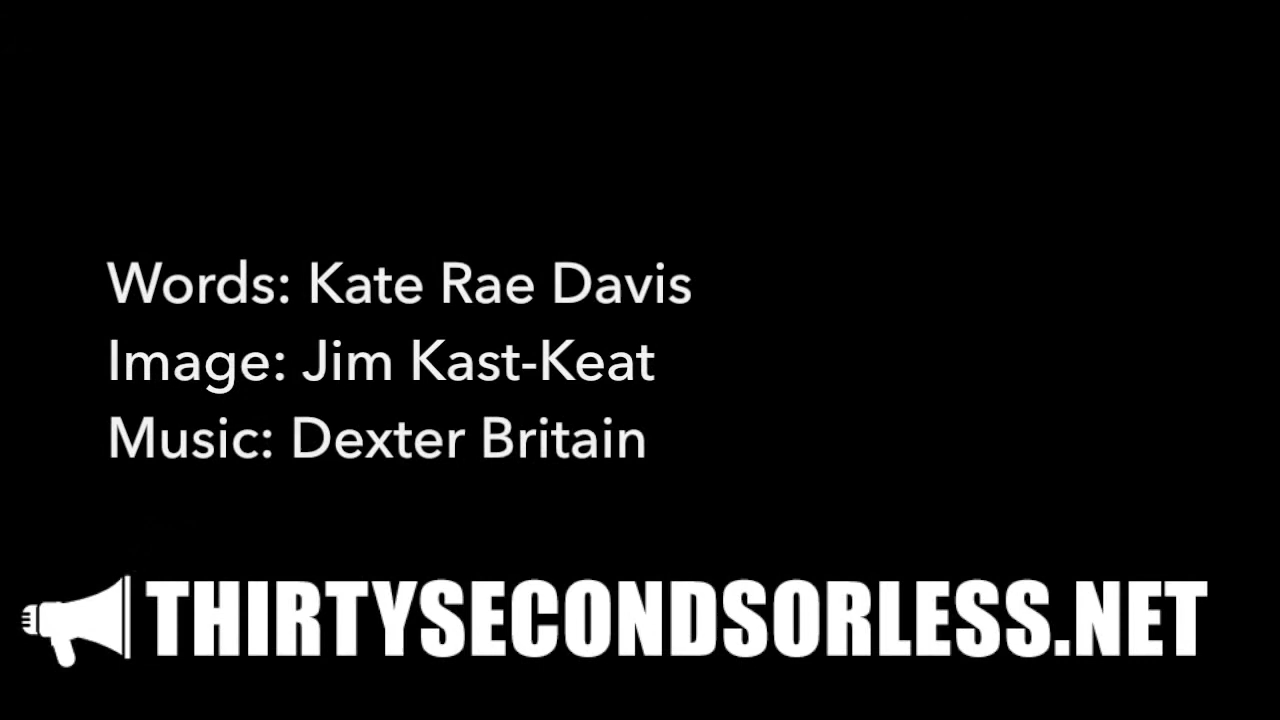 Words: Kate Rae Davis
Image: Jim Kast-Keat
Music: Dexter Britain
THIRTYSECONDSORLESS.NET